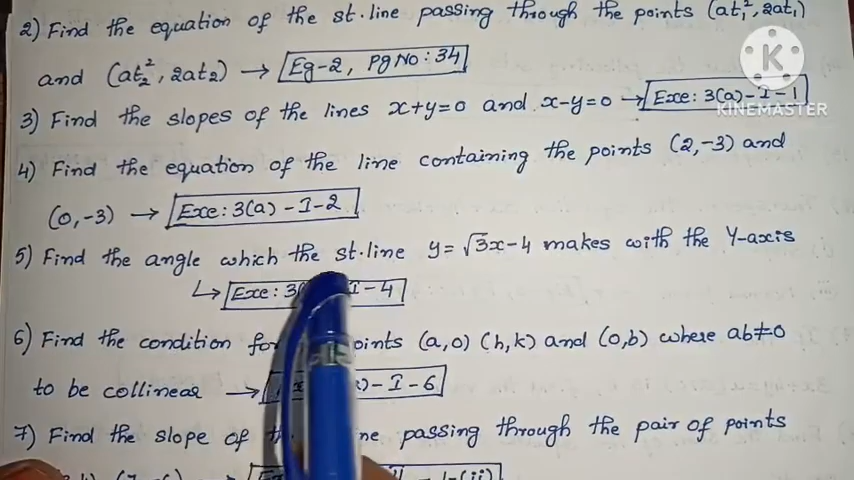 2) Find the equation of the st.line passing through the points (at₁², 2at₁)
and (at₂², 2at₂) → Eg-2, Pg No: 34
3) Find the slopes of the lines x+y=0 and x-y=0 → Exe: 3(a)-I-1
KINEMASTER
4) Find the equation of the line containing the points (2,-3) and
(0,-3) → Exe: 3(a)-I-2
5) Find the angle which the st.line y=√3x-4 makes with the Y-axis
↳ Exe: 3 I-4
6) Find the condition for oints (a,0) (h,k) and (0,b) where ab≠0
to be collinear → -I-6
7) Find the slope of ne passing through the pair of points